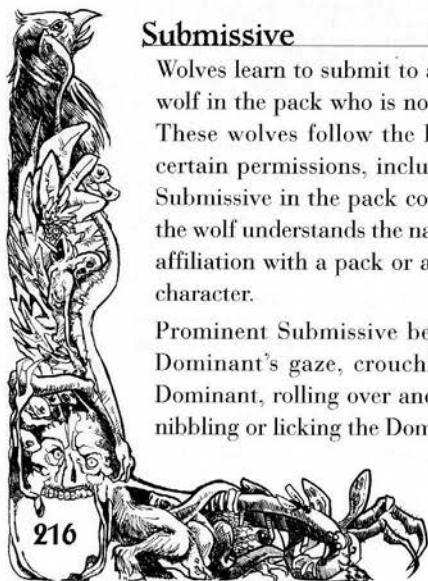 Submissive
Wolves learn to submit to a
wolf in the pack who is no
These wolves follow the
certain permissions, inclu
Submissive in the pack co
the wolf understands the na
affiliation with a pack or a
character.
Prominent Submissive be
Dominant's gaze, crouch
Dominant, rolling over and
nibbling or licking the Dom
216